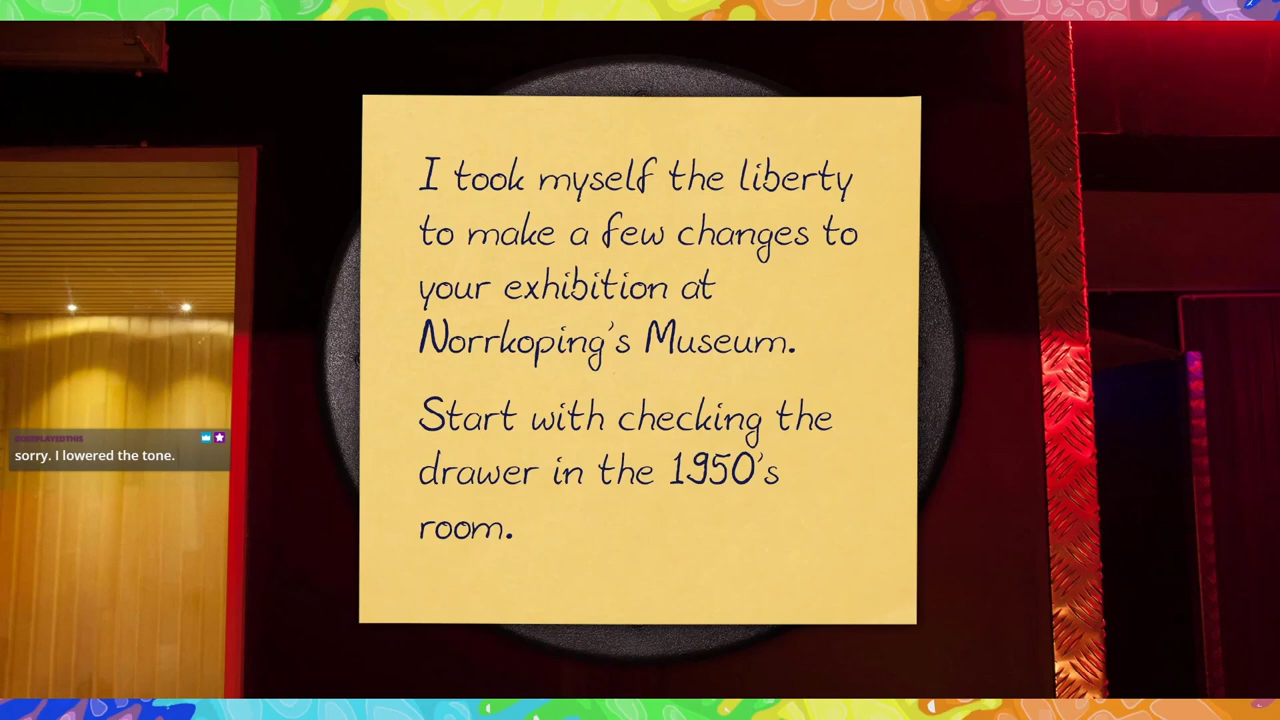 I took myself the liberty
to make a few changes to
your exhibition at
Norrkoping's Museum.
Start with checking the
drawer in the 1950's
room.
sorry. I lowered the tone.